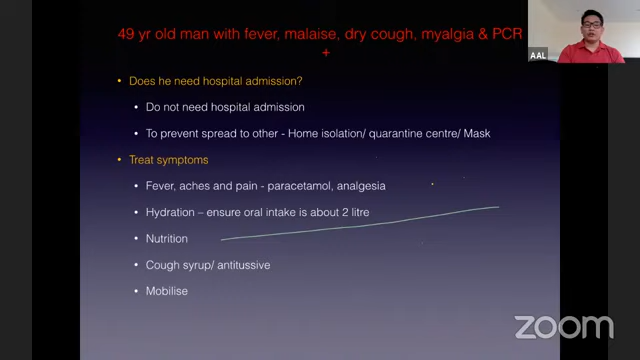 49 yr old man with fever, malaise, dry cough, myalgia & PCR
+
AAL
• Does he need hospital admission?
• Do not need hospital admission
• To prevent spread to other - Home isolation/ quarantine centre/ Mask
• Treat symptoms
• Fever, aches and pain - paracetamol, analgesia
• Hydration – ensure oral intake is about 2 litre
• Nutrition
• Cough syrup/ antitussive
• Mobilise
zoom